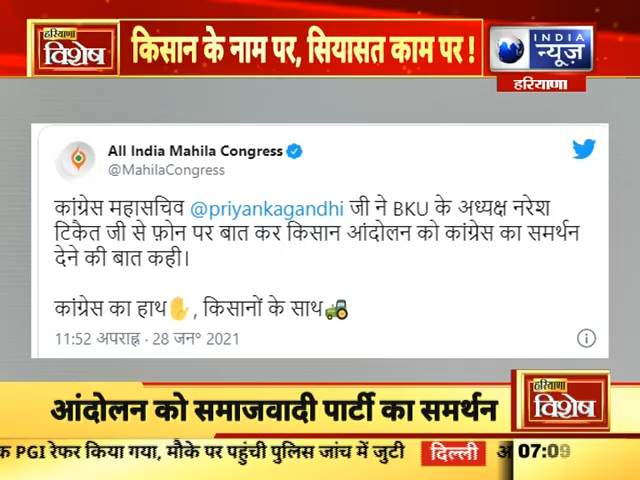 हरियाणा
विशेष
किसान के नाम पर, सियासत काम पर !
INDIA
न्यूज़
हरियाणा
All India Mahila Congress
@MahilaCongress
कांग्रेस महासचिव @priyankagandhi जी ने BKU के अध्यक्ष नरेश
टिकैत जी से फ़ोन पर बात कर किसान आंदोलन को कांग्रेस का समर्थन
देने की बात कही।
कांग्रेस का हाथ✋, किसानों के साथ🚜
11:52 अपराह्न · 28 जन॰ 2021
आंदोलन को समाजवादी पार्टी का समर्थन
हरियाणा
विशेष
क PGI रेफर किया गया, मौके पर पहुंची पुलिस जांच में जुटी
दिल्ली
07:09